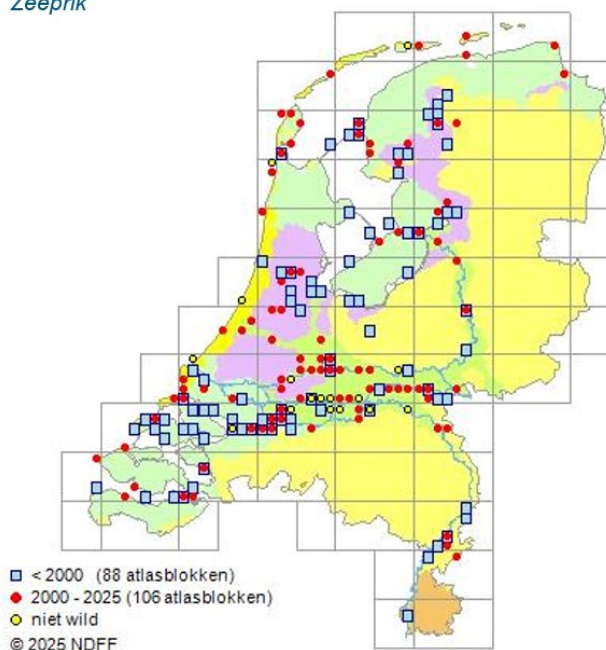 Zeeprik
< 2000 (88 atlasblokken)
2000 - 2025 (106 atlasblokken)
niet wild
© 2025 NDFF